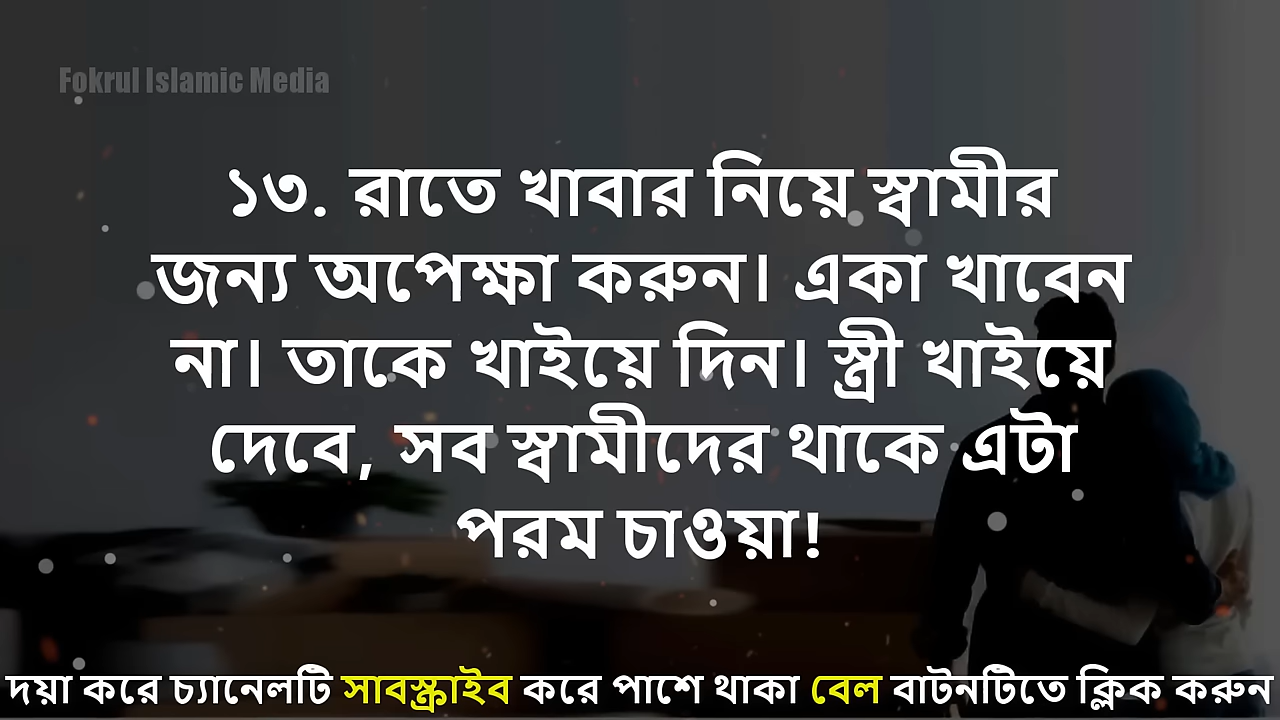 Fokrul Islamic Media
১৩. রাতে খাবার নিয়ে স্বামীর
জন্য অপেক্ষা করুন। একা খাবেন
না। তাকে খাইয়ে দিন। স্ত্রী খাইয়ে
দেবে, সব স্বামীদের থাকে এটা
পরম চাওয়া!
দয়া করে চ্যানেলটি সাবস্ক্রাইব করে পাশে থাকা বেল বাটনটিতে ক্লিক করুন